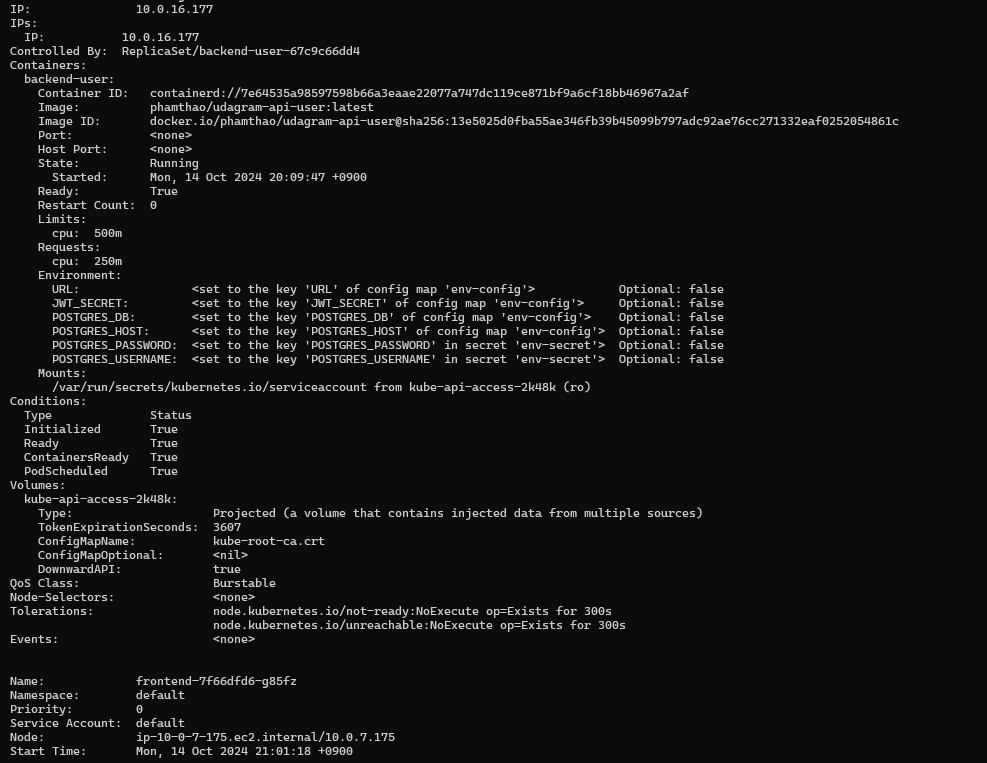 IP:               10.0.16.177
IPs:
  IP:           10.0.16.177
Controlled By:  ReplicaSet/backend-user-67c9c66dd4
Containers:
  backend-user:
    Container ID:   containerd://7e64535a98597598b66a3eaae22077a747dc119ce871bf9a6cf18bb46967a2af
    Image:          phamthao/udagram-api-user:latest
    Image ID:       docker.io/phamthao/udagram-api-user@sha256:13e5025d0fba55ae346fb39b45099b797adc92ae76cc271332eaf0252054861c
    Port:           <none>
    Host Port:      <none>
    State:          Running
      Started:      Mon, 14 Oct 2024 20:09:47 +0900
    Ready:          True
    Restart Count:  0
    Limits:
      cpu:  500m
    Requests:
      cpu:  250m
    Environment:
      URL:                <set to the key 'URL' of config map 'env-config'>            Optional: false
      JWT_SECRET:         <set to the key 'JWT_SECRET' of config map 'env-config'>     Optional: false
      POSTGRES_DB:        <set to the key 'POSTGRES_DB' of config map 'env-config'>    Optional: false
      POSTGRES_HOST:      <set to the key 'POSTGRES_HOST' of config map 'env-config'>  Optional: false
      POSTGRES_PASSWORD:  <set to the key 'POSTGRES_PASSWORD' in secret 'env-secret'>  Optional: false
      POSTGRES_USERNAME:  <set to the key 'POSTGRES_USERNAME' in secret 'env-secret'>  Optional: false
    Mounts:
      /var/run/secrets/kubernetes.io/serviceaccount from kube-api-access-2k48k (ro)
Conditions:
  Type              Status
  Initialized       True
  Ready             True
  ContainersReady   True
  PodScheduled      True
Volumes:
  kube-api-access-2k48k:
    Type:                    Projected (a volume that contains injected data from multiple sources)
    TokenExpirationSeconds:  3607
    ConfigMapName:           kube-root-ca.crt
    ConfigMapOptional:       <nil>
    DownwardAPI:             true
QoS Class:                   Burstable
Node-Selectors:              <none>
Tolerations:                 node.kubernetes.io/not-ready:NoExecute op=Exists for 300s
                             node.kubernetes.io/unreachable:NoExecute op=Exists for 300s
Events:                      <none>
Name:             frontend-7f66dfd6-g85fz
Namespace:        default
Priority:         0
Service Account:  default
Node:             ip-10-0-7-175.ec2.internal/10.0.7.175
Start Time:       Mon, 14 Oct 2024 21:01:18 +0900